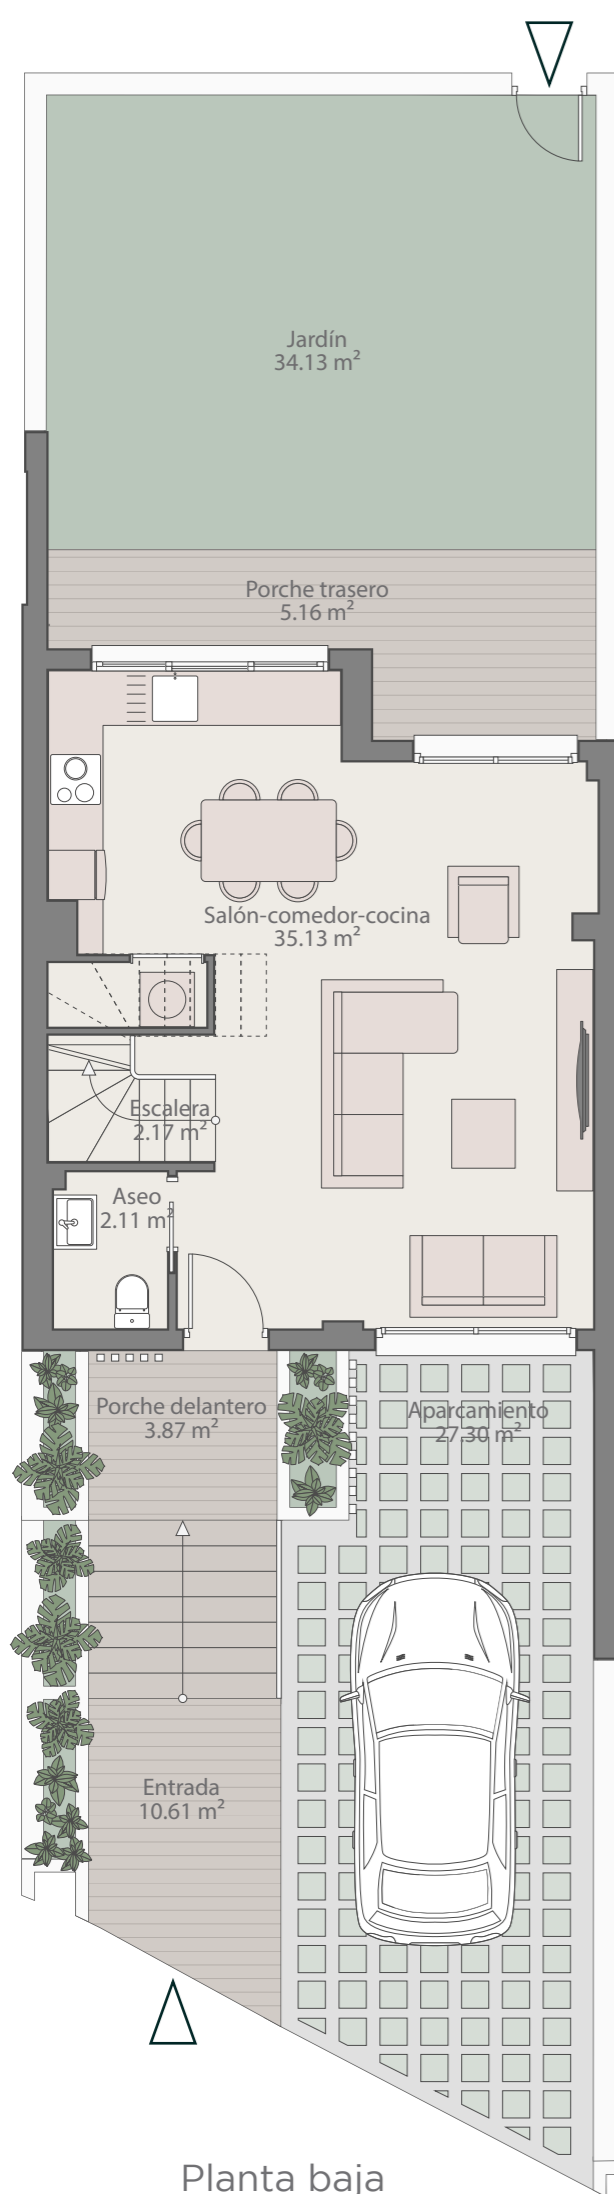 Jardín
34.13 m²
Porche trasero
5.16 m²
Salón-comedor-cocina
35.13 m²
Escalera
2.17 m²
Aseo
2.11 m²
Porche delantero
3.87 m²
Aparcamiento
27.30 m²
Entrada
10.61 m²
Planta baja